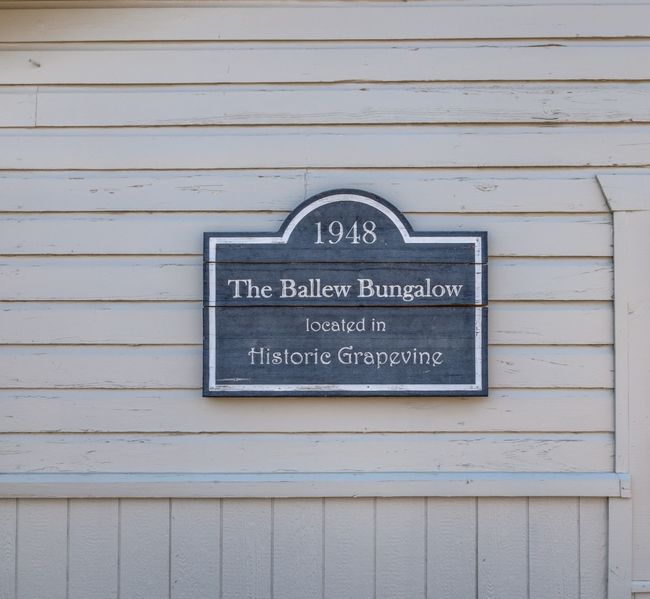 1948
The Ballew Bungalow
located in
Historic Grapevine